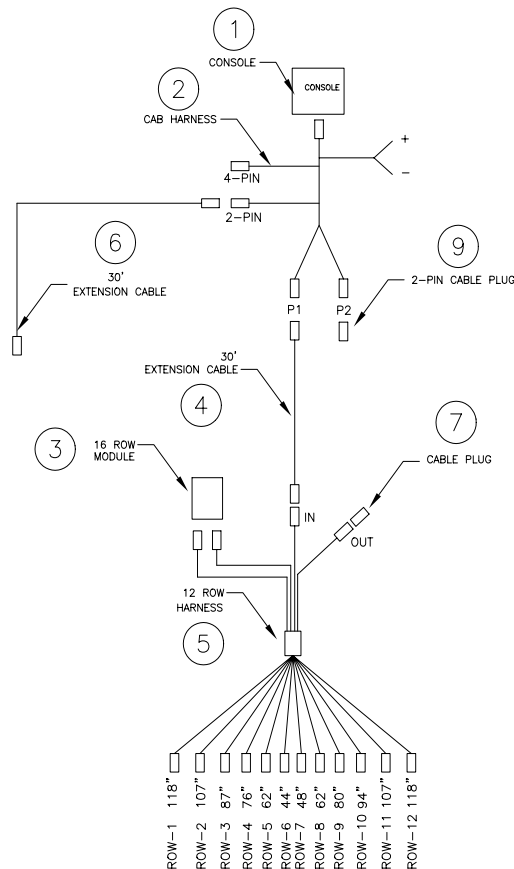 1
CONSOLE
CONSOLE
2
CAB HARNESS
+
-
4-PIN
2-PIN
6
30'
EXTENSION CABLE
9
2-PIN CABLE PLUG
P1
P2
30'
EXTENSION CABLE
4
7
CABLE PLUG
3
16 ROW
MODULE
IN
OUT
12 ROW
HARNESS
5
ROW-1 118"
ROW-2 107"
ROW-3 87"
ROW-4 76"
ROW-5 62"
ROW-6 44"
ROW-7 48"
ROW-8 62"
ROW-9 80"
ROW-10 94"
ROW-11 107"
ROW-12 118"